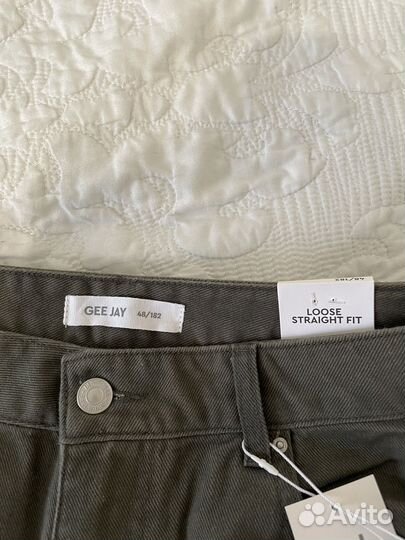 GEE JAY
48/182
LOOSE
STRAIGHT FIT
Avito